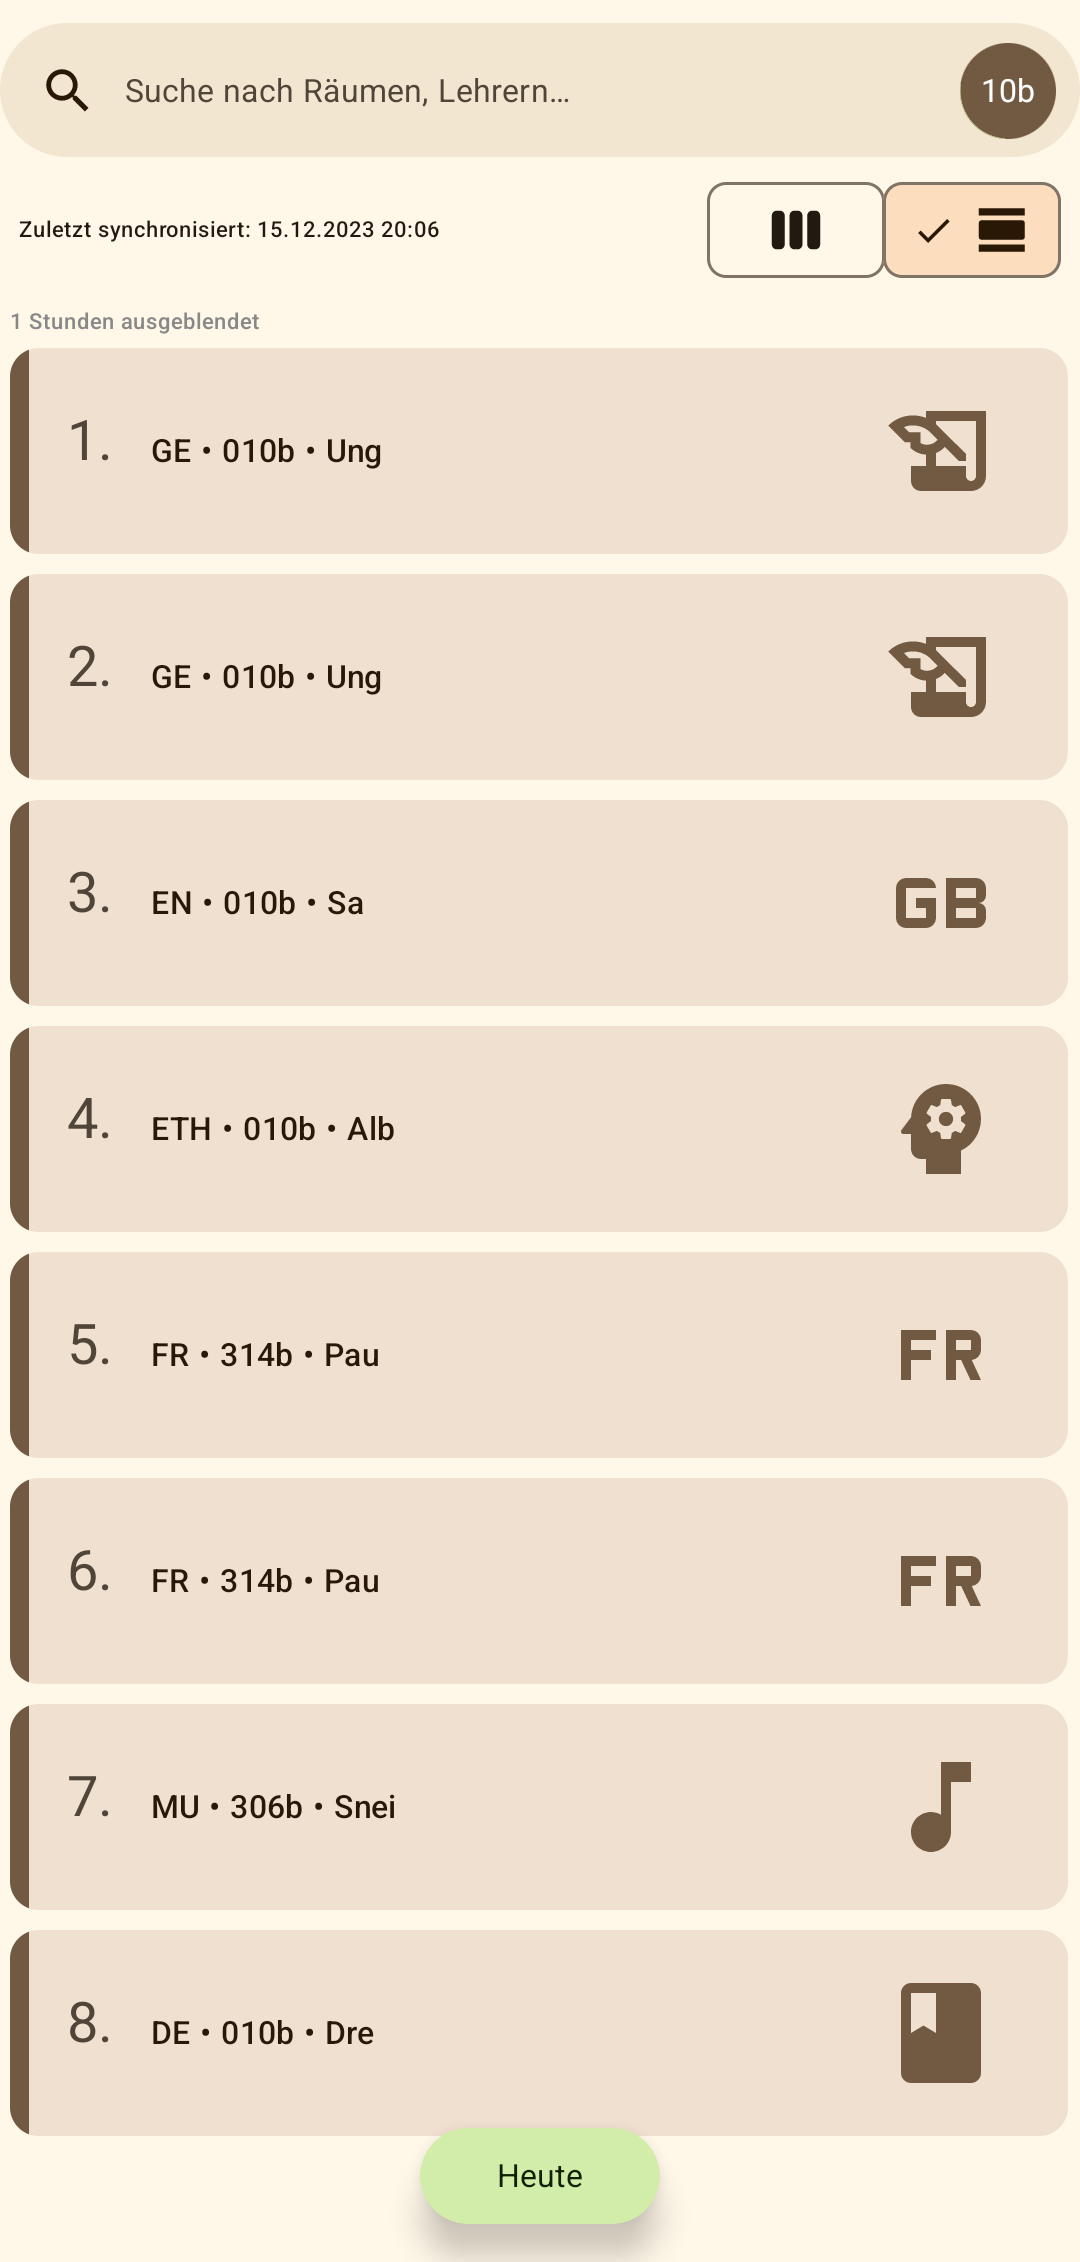 Suche nach Räumen, Lehrern...
10b
Zuletzt synchronisiert: 15.12.2023 20:06
1 Stunden ausgeblendet
1. GE • 010b • Ung
2. GE • 010b • Ung
3. EN • 010b • Sa GB
4. ETH • 010b • Alb
5. FR • 314b • Pau FR
6. FR • 314b • Pau FR
7. MU • 306b • Snei
8. DE • 010b • Dre
Heute